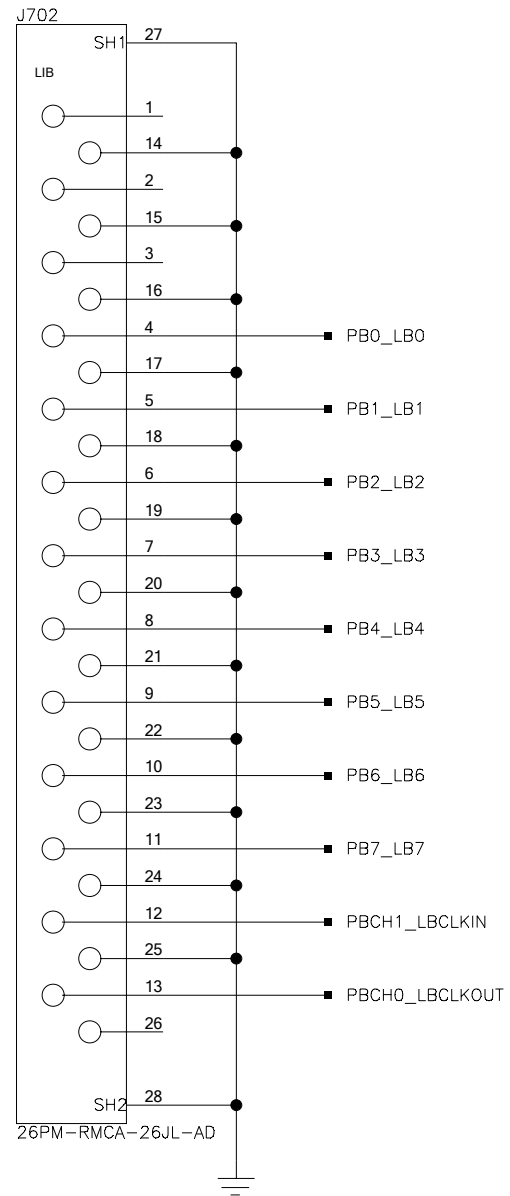 J702
SH1 27
LIB
1
14
2
15
3
16
4 PB0_LB0
17
5 PB1_LB1
18
6 PB2_LB2
19
7 PB3_LB3
20
8 PB4_LB4
21
9 PB5_LB5
22
10 PB6_LB6
23
11 PB7_LB7
24
12 PBCH1_LBCLKIN
25
13 PBCH0_LBCLKOUT
26
SH2 28
26PM-RMCA-26JL-AD